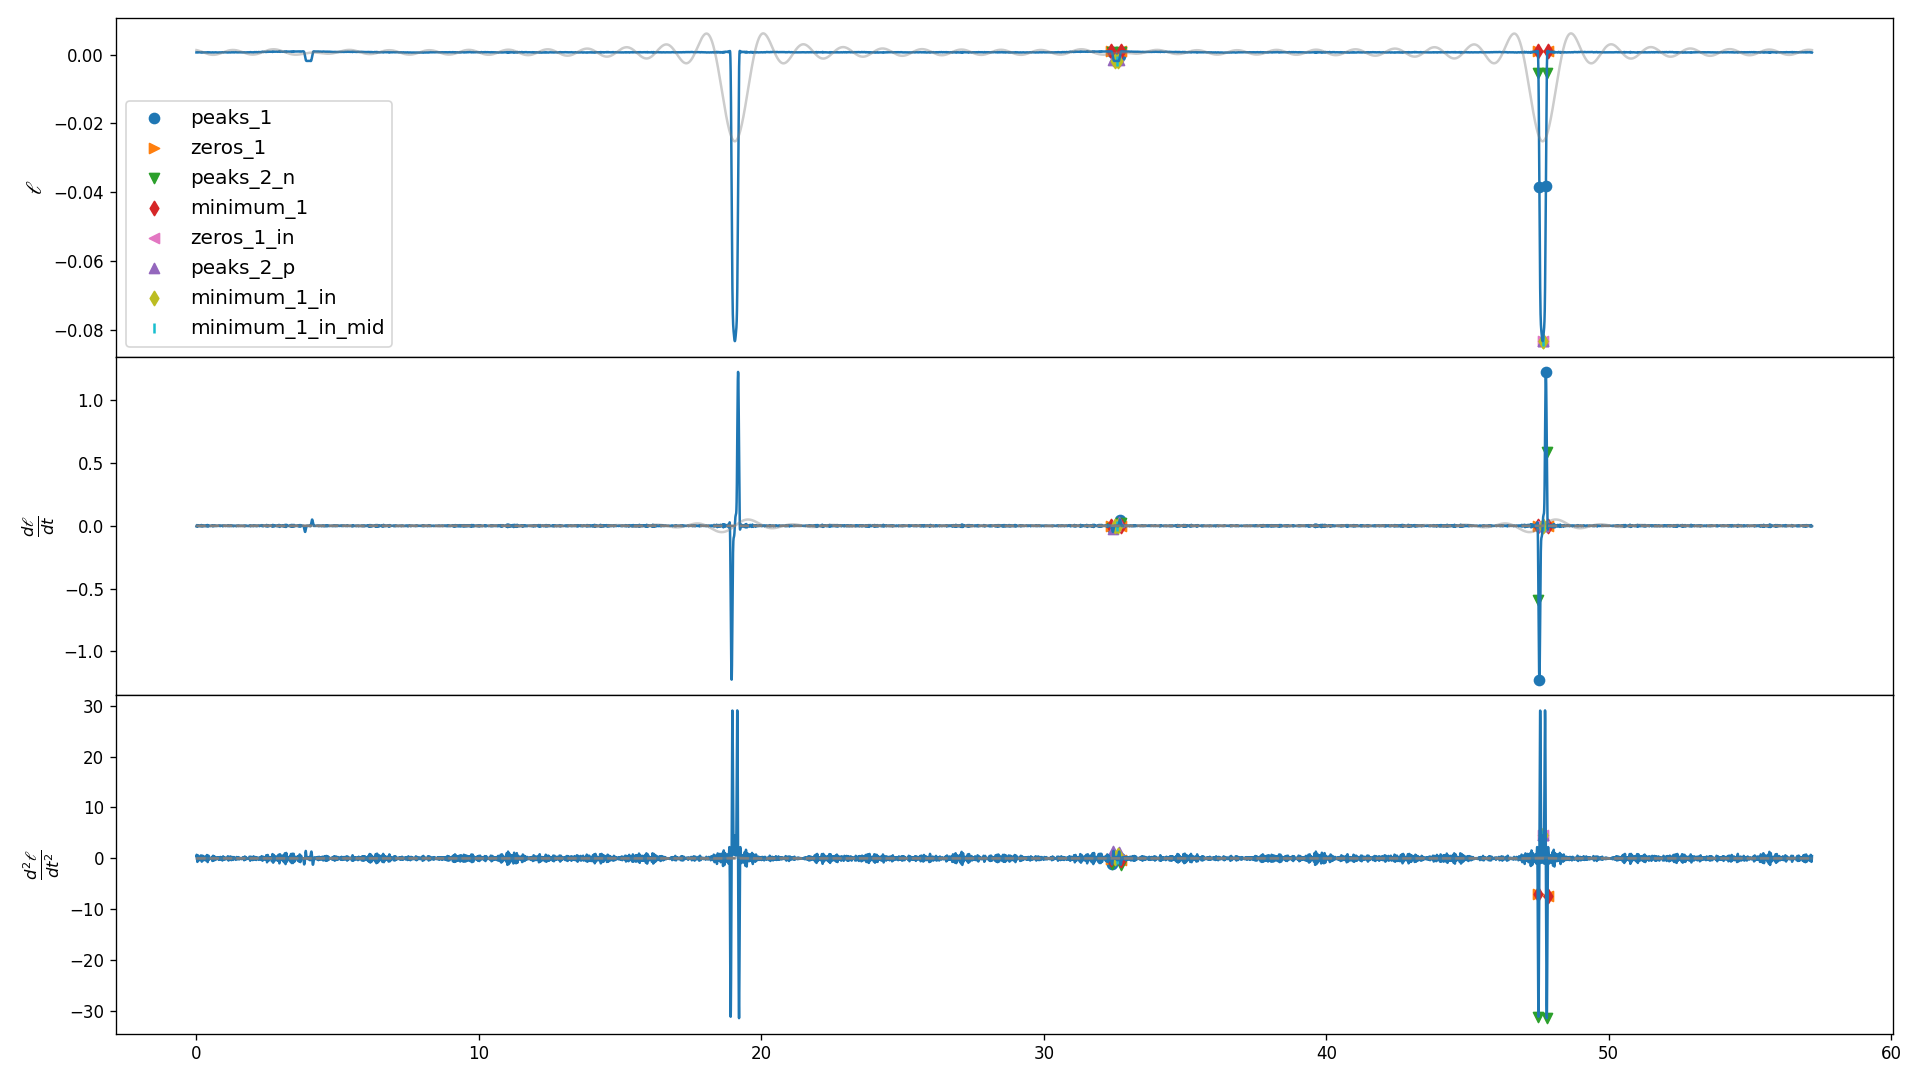 0.00
−0.02
−0.04
−0.06
−0.08
ℓ
peaks_1
zeros_1
peaks_2_n
minimum_1
zeros_1_in
peaks_2_p
minimum_1_in
minimum_1_in_mid
1.0
0.5
0.0
−0.5
−1.0
dℓ
dt
30
20
10
0
−10
−20
−30
d²ℓ
dt²
0 10 20 30 40 50 60